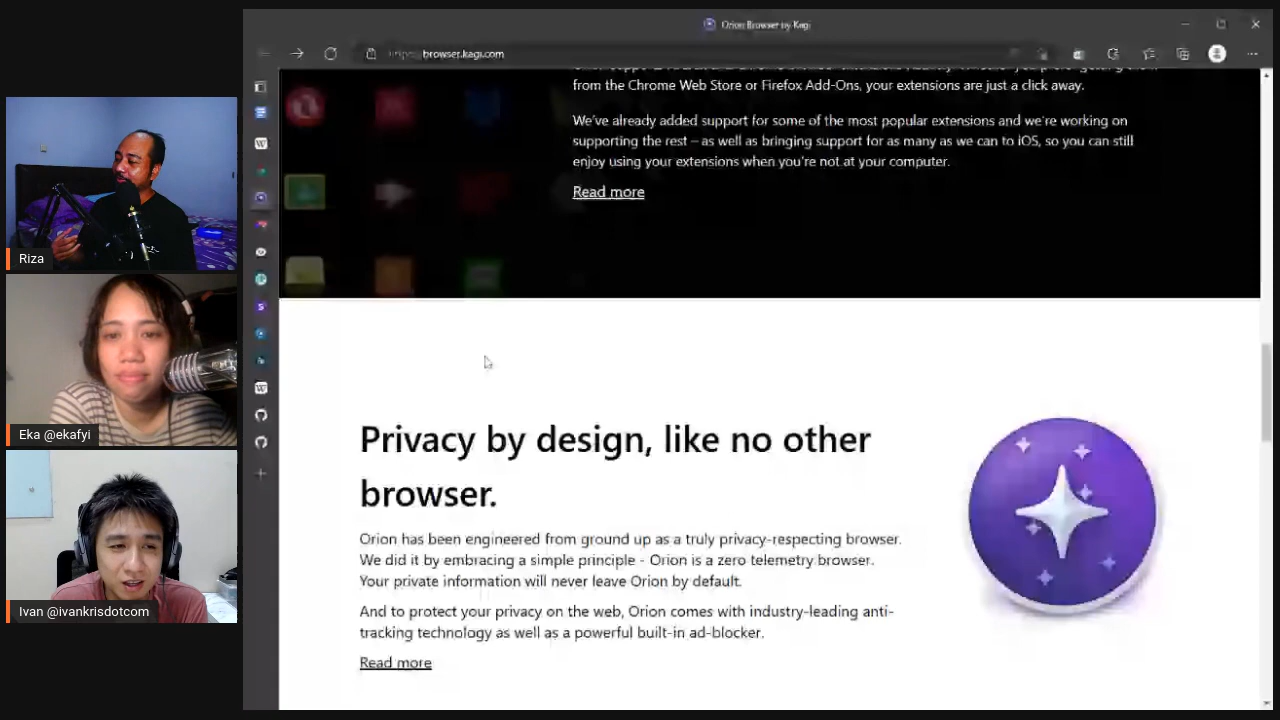 Orion Browser by Kagi
browser.kagi.com
from the Chrome Web Store or Firefox Add-Ons, your extensions are just a click away.
We've already added support for some of the most popular extensions and we're working on
supporting the rest – as well as bringing support for as many as we can to iOS, so you can still
enjoy using your extensions when you're not at your computer.
Read more
Privacy by design, like no other
browser.
Orion has been engineered from ground up as a truly privacy-respecting browser.
We did it by embracing a simple principle - Orion is a zero telemetry browser.
Your private information will never leave Orion by default.
And to protect your privacy on the web, Orion comes with industry-leading anti-
tracking technology as well as a powerful built-in ad-blocker.
Read more
Riza
Eka @ekafyi
Ivan @ivankrisdotcom